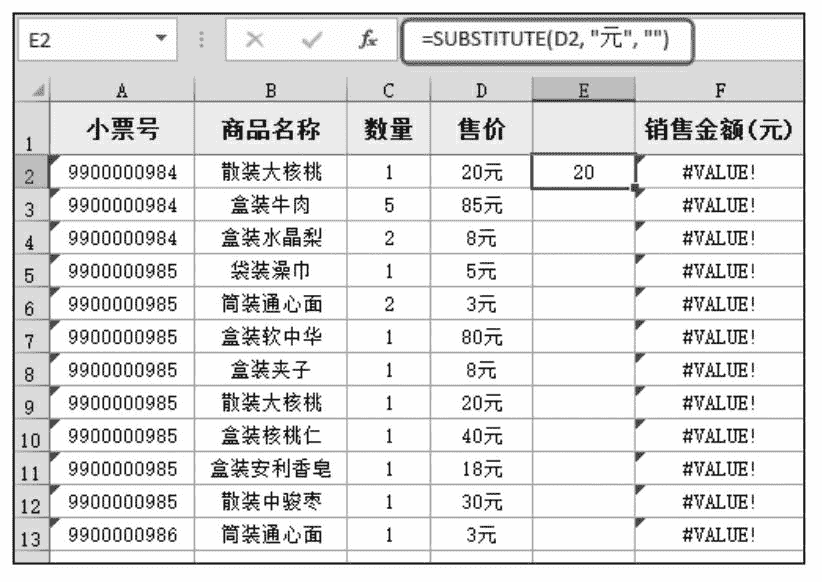 E2 fx =SUBSTITUTE(D2, "元", "")
A B C D E F
1 小票号 商品名称 数量 售价 销售金额(元)
2 9900000984 散装大核桃 1 20元 20 #VALUE!
3 9900000984 盒装牛肉 5 85元 #VALUE!
4 9900000984 盒装水晶梨 2 8元 #VALUE!
5 9900000985 袋装澡巾 1 5元 #VALUE!
6 9900000985 筒装通心面 2 3元 #VALUE!
7 9900000985 盒装软中华 1 80元 #VALUE!
8 9900000985 盒装夹子 1 8元 #VALUE!
9 9900000985 散装大核桃 1 20元 #VALUE!
10 9900000985 盒装核桃仁 1 40元 #VALUE!
11 9900000985 盒装安利香皂 1 18元 #VALUE!
12 9900000985 散装中骏枣 1 30元 #VALUE!
13 9900000986 筒装通心面 1 3元 #VALUE!